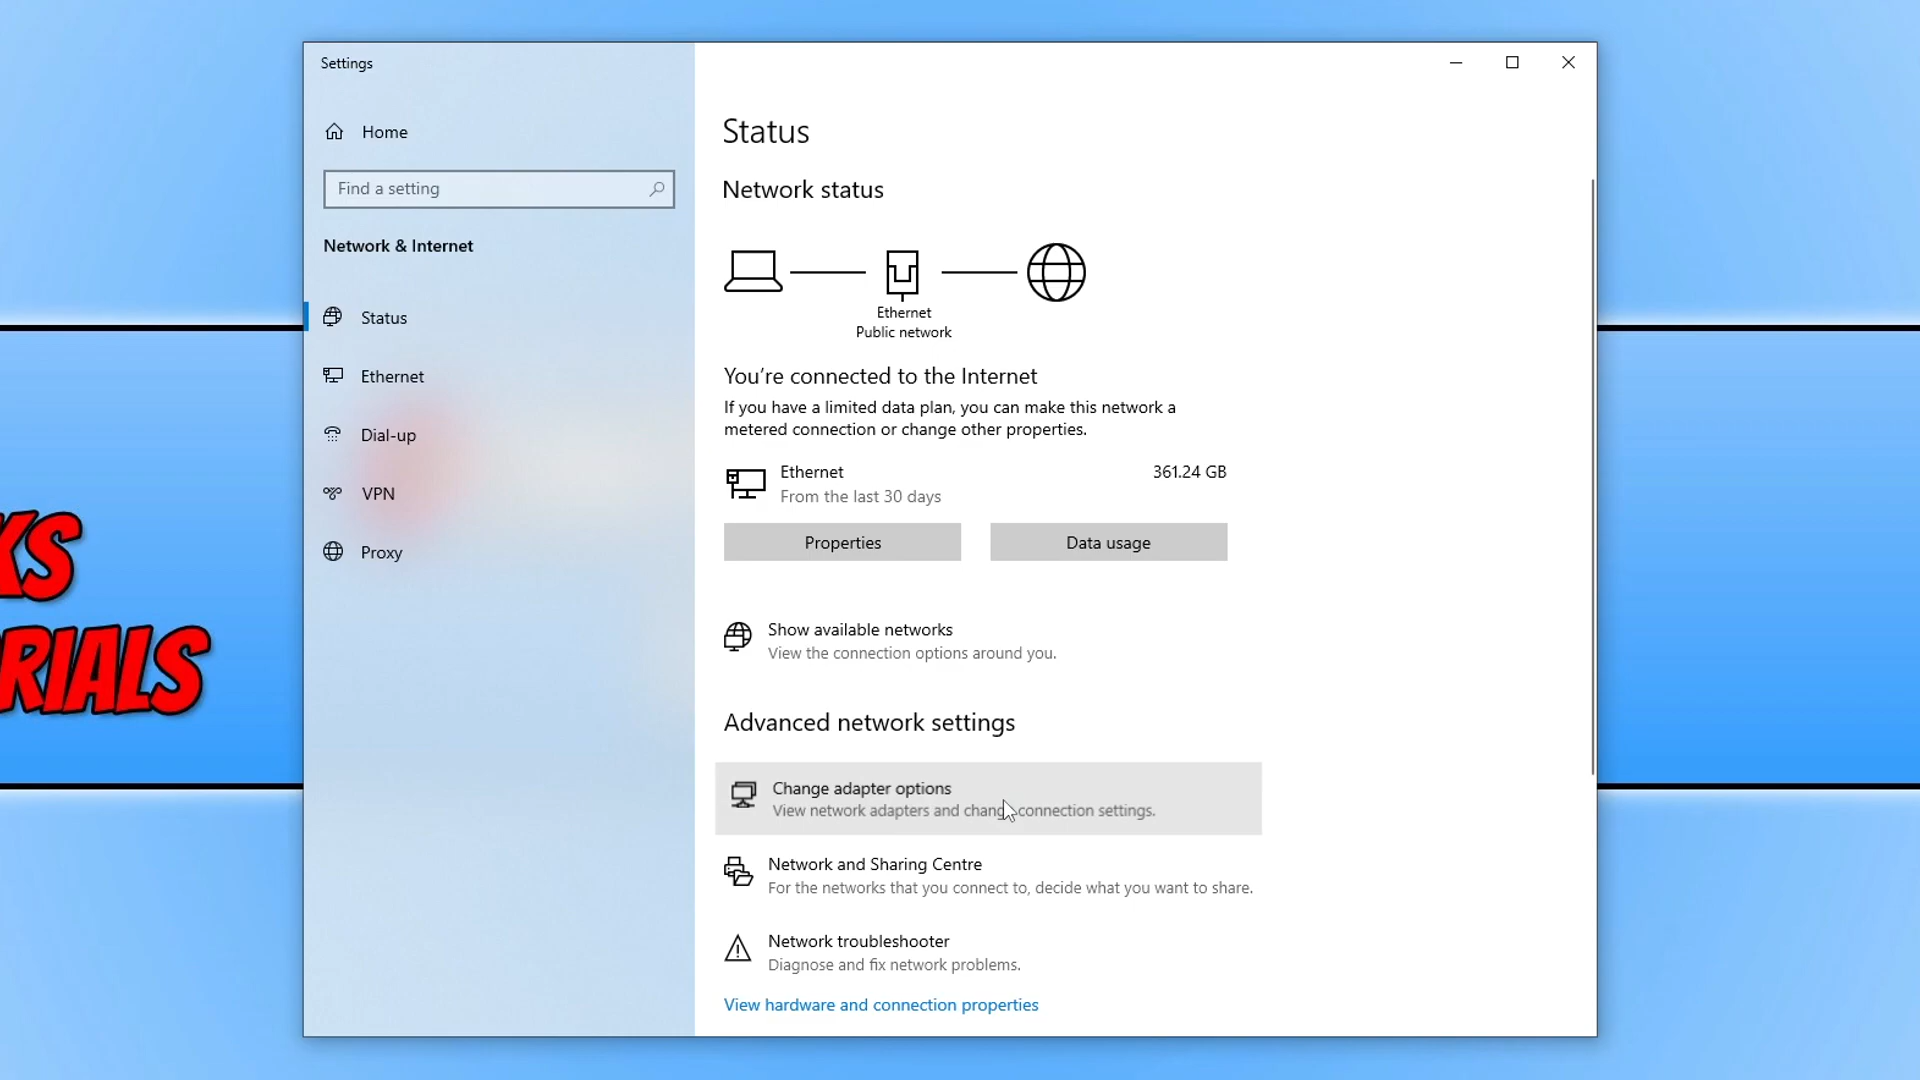 Settings
Home
Find a setting
Network & Internet
Status
Ethernet
Dial-up
VPN
Proxy
Status
Network status
Ethernet
Public network
You're connected to the Internet
If you have a limited data plan, you can make this network a
metered connection or change other properties.
Ethernet 361.24 GB
From the last 30 days
Properties Data usage
Show available networks
View the connection options around you.
Advanced network settings
Change adapter options
View network adapters and change connection settings.
Network and Sharing Centre
For the networks that you connect to, decide what you want to share.
Network troubleshooter
Diagnose and fix network problems.
View hardware and connection properties
KS
RIALS